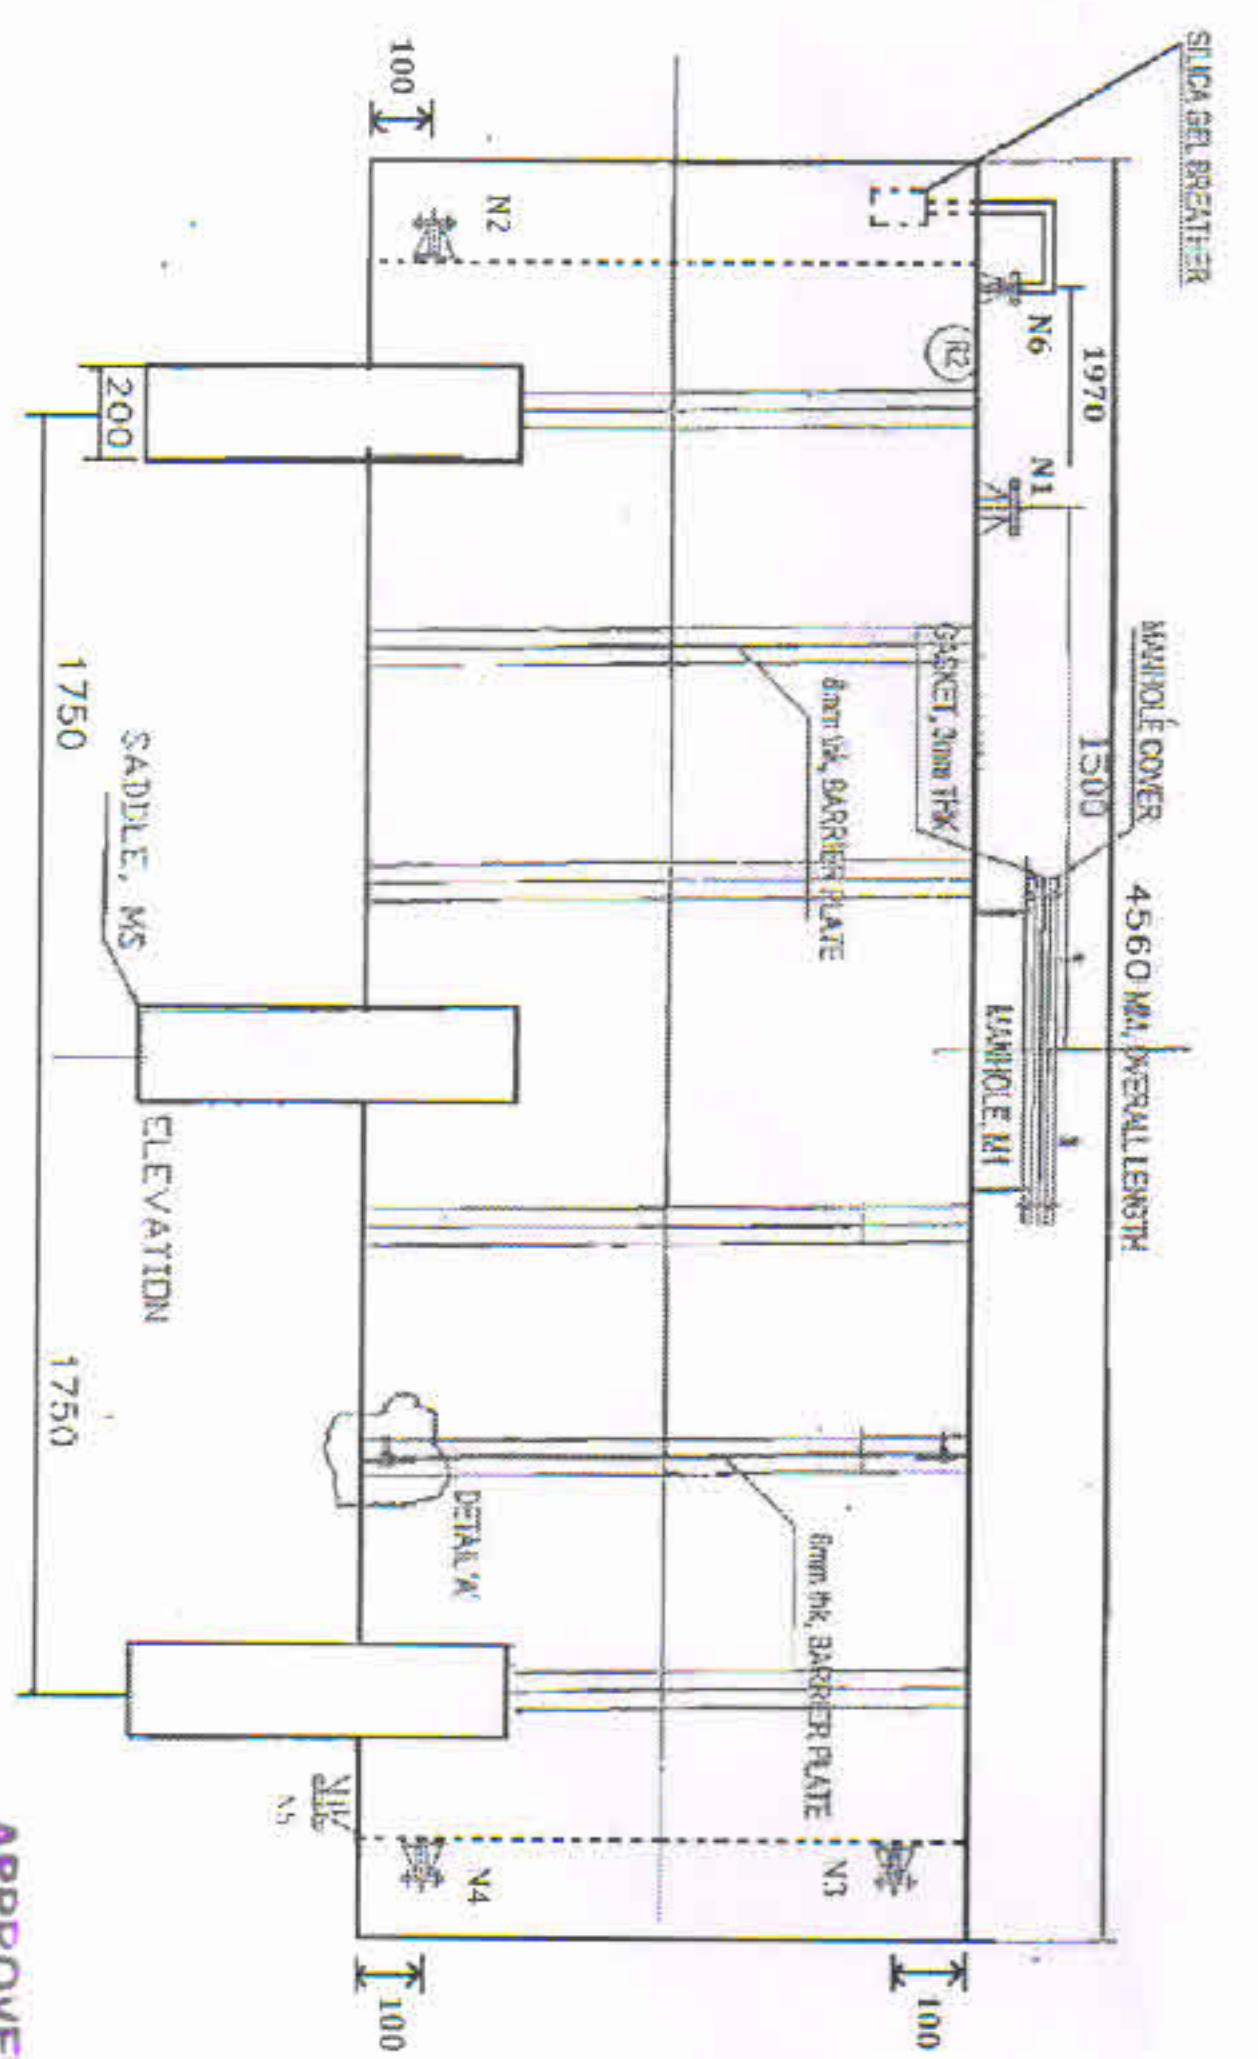 SILICA GEL BREATHER
4560 MM, OVERALL LENGTH
MANHOLE COVER
1970
1500
N6
N1
MANHOLE, M1
GASKET, 3mm THK
R2
N2
100
8mm thk, BARRIER PLATE
6mm thk, BARRIER PLATE
N3
100
N4
100
DETAIL 'A'
N5
200
SADDLE, MS
ELEVATION
1750
1750